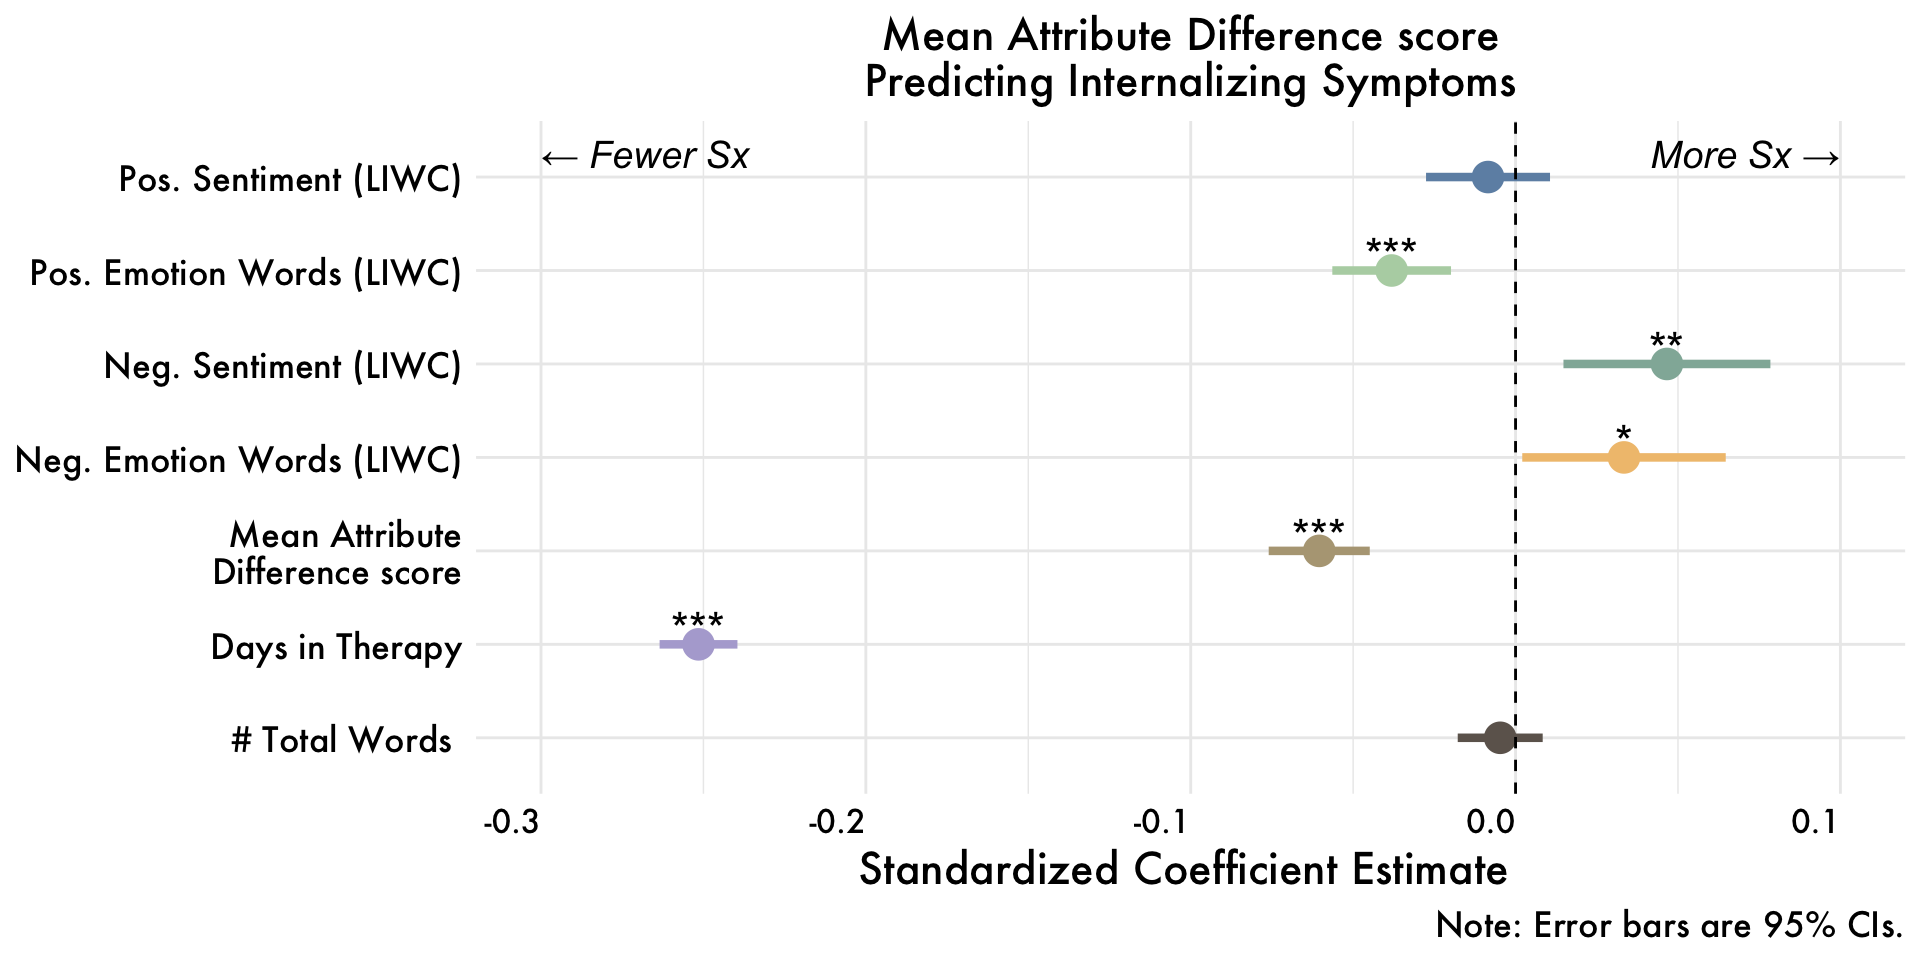 Mean Attribute Difference score
Predicting Internalizing Symptoms
← Fewer Sx
More Sx →
Pos. Sentiment (LIWC)
***
Pos. Emotion Words (LIWC)
**
Neg. Sentiment (LIWC)
*
Neg. Emotion Words (LIWC)
***
Mean Attribute
Difference score
***
Days in Therapy
# Total Words
-0.3 -0.2 -0.1 0.0 0.1
Standardized Coefficient Estimate
Note: Error bars are 95% CIs.